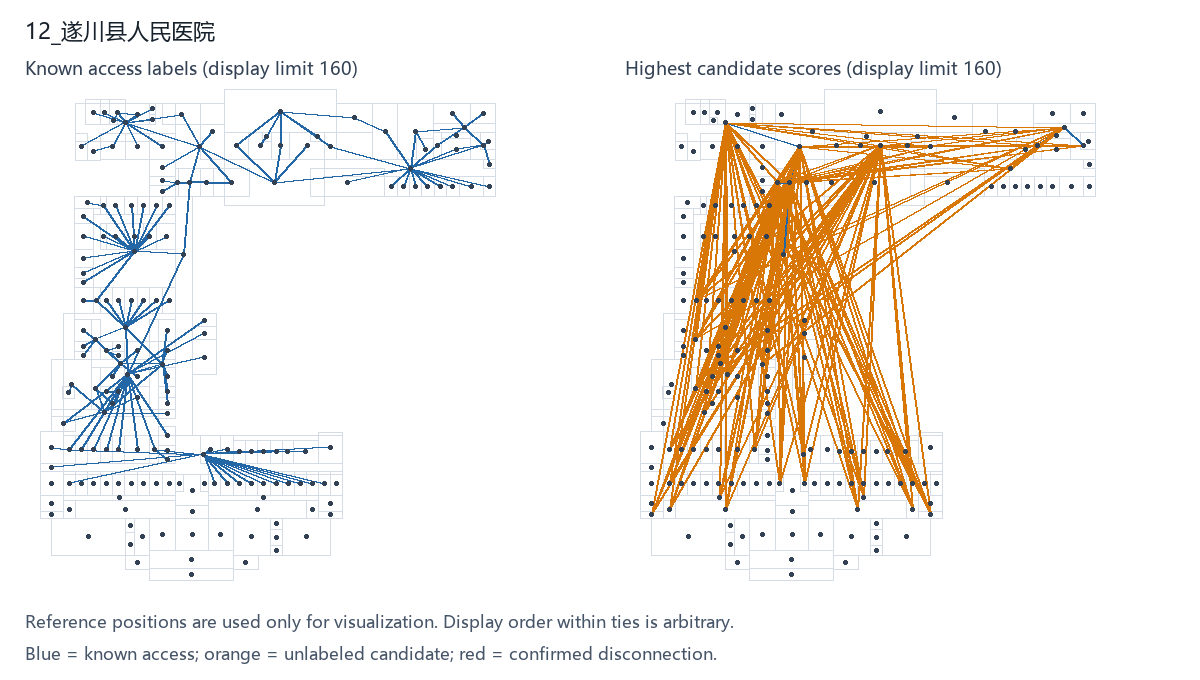 12_遂川县人民医院
Known access labels (display limit 160)
Highest candidate scores (display limit 160)
Reference positions are used only for visualization. Display order within ties is arbitrary.
Blue = known access; orange = unlabeled candidate; red = confirmed disconnection.